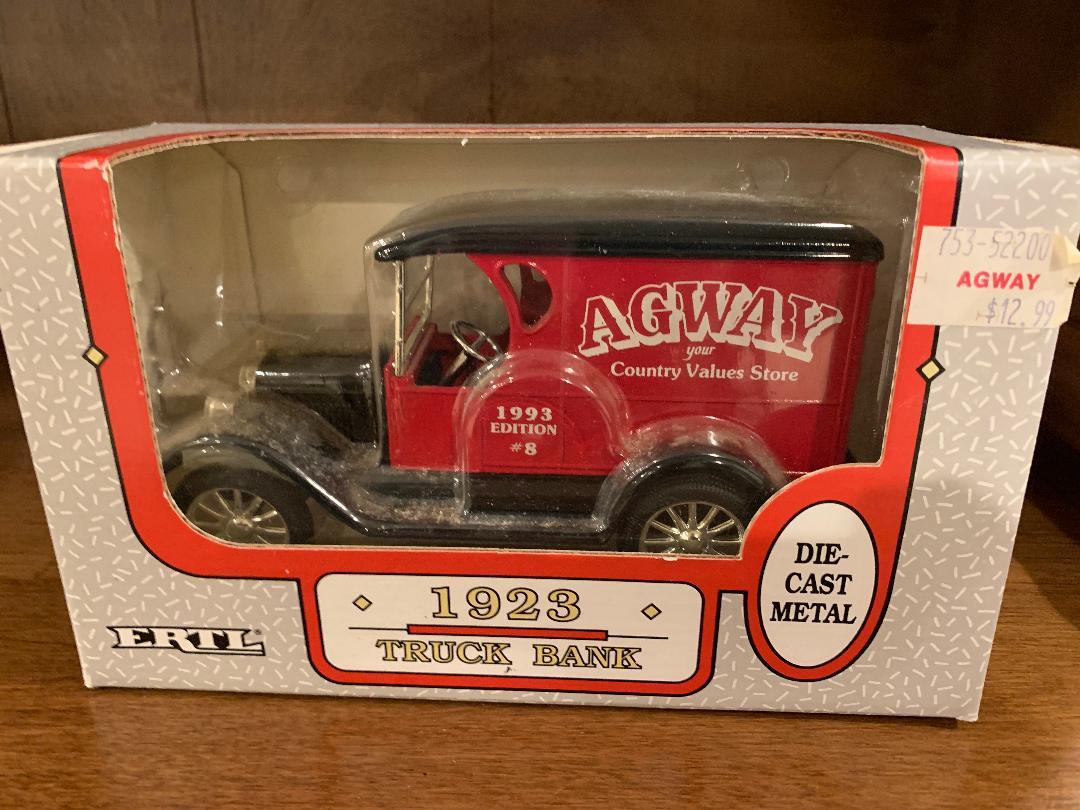 753-52200
AGWAY
$12.99
AGWAY
your
Country Values Store
1993
EDITION
#8
DIE-
CAST
METAL
1923
TRUCK BANK
ERTL®